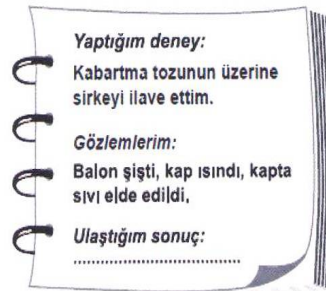 Yaptığım deney:
Kabartma tozunun üzerine
sirkeyi ilave ettim.
Gözlemlerim:
Balon şişti, kap ısındı, kapta
sıvı elde edildi,
Ulaştığım sonuç:
....................................